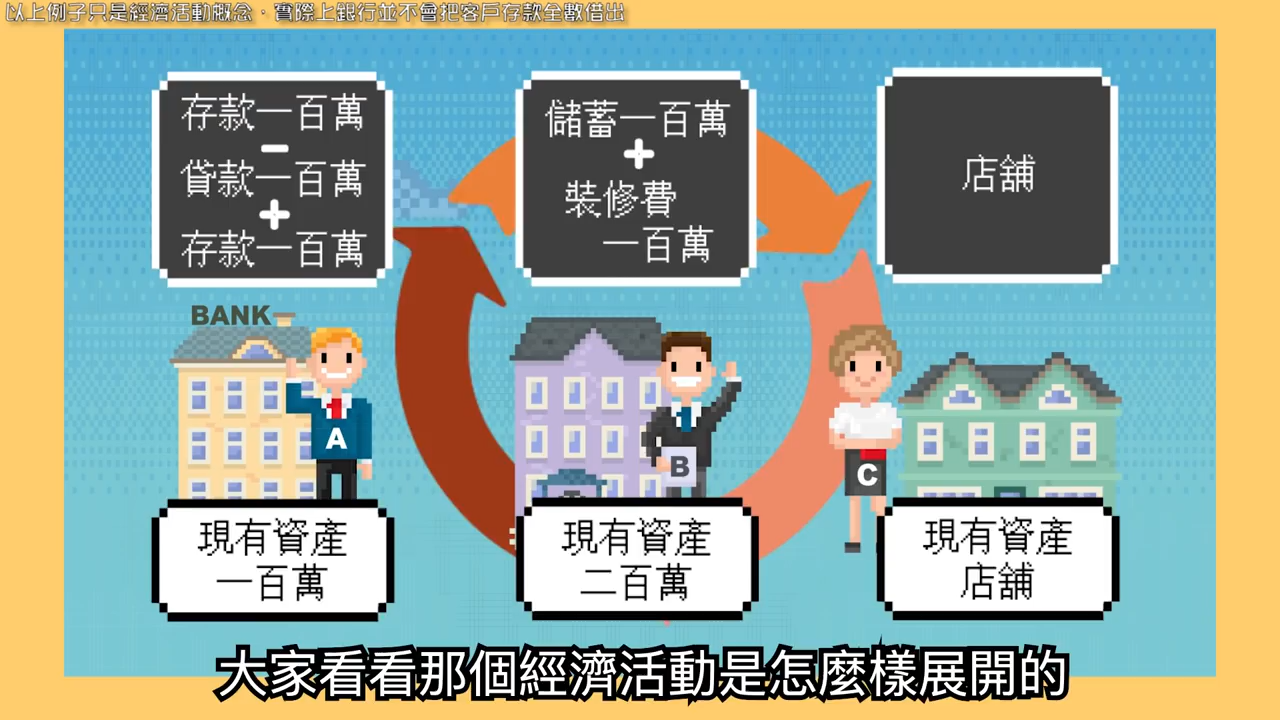 以上例子只是經濟活動概念，實際上銀行並不會把客戶存款全數借出
存款一百萬
-
貸款一百萬
+
存款一百萬
儲蓄一百萬
+
裝修費
一百萬
店舖
BANK
A
B
C
現有資產
一百萬
現有資產
二百萬
現有資產
店舖
大家看看那個經濟活動是怎麼樣展開的